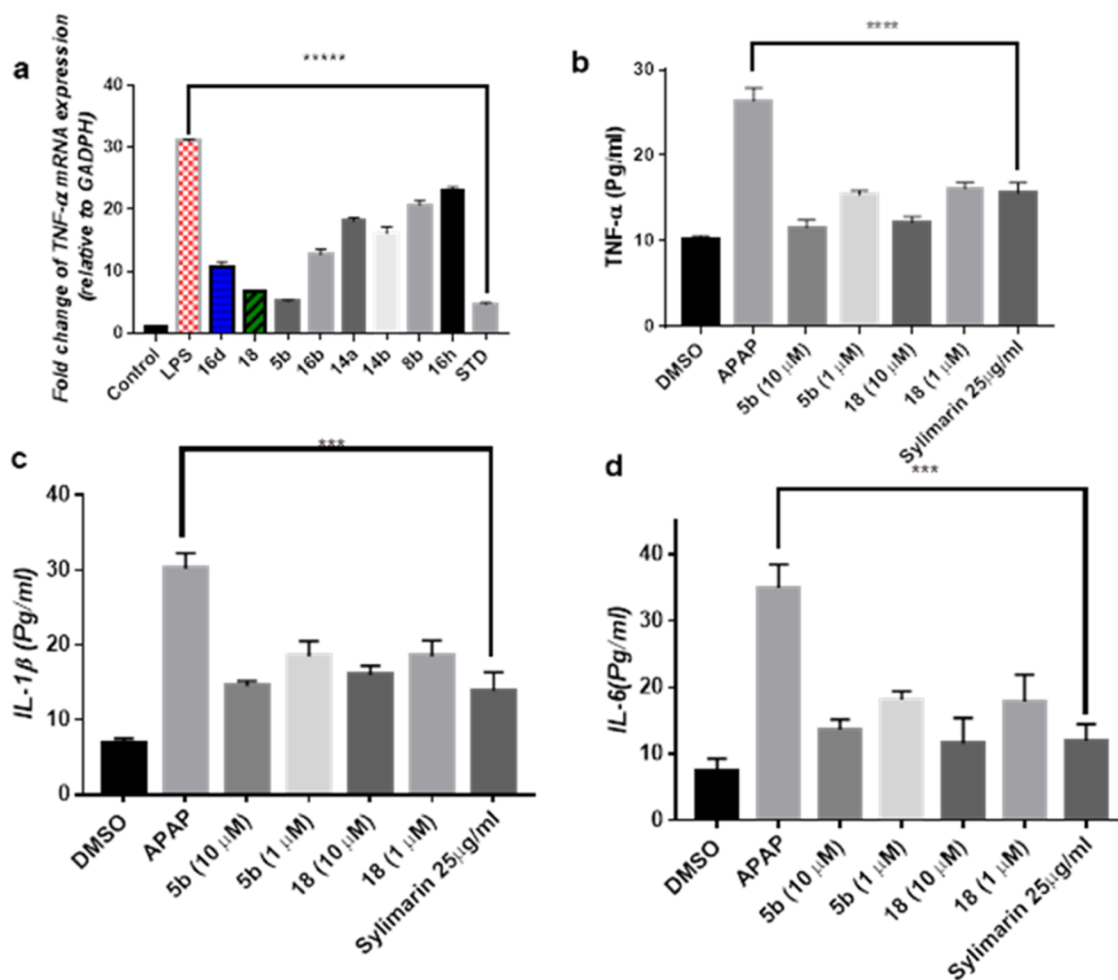 a
*****
Fold change of TNF-α mRNA expression
(relative to GADPH)
40
30
20
10
0
Control
LPS
16d
18
5b
16b
14a
14b
8b
16h
STD
b
****
TNF-α (Pg/ml)
30
20
10
0
DMSO
APAP
5b (10 μM)
5b (1 μM)
18 (10 μM)
18 (1 μM)
Sylimarin 25μg/ml
c
***
IL-1β (Pg/ml)
40
30
20
10
0
DMSO
APAP
5b (10 μM)
5b (1 μM)
18 (10 μM)
18 (1 μM)
Sylimarin 25μg/ml
d
***
IL-6(Pg/ml)
40
30
20
10
0
DMSO
APAP
5b (10 μM)
5b (1 μM)
18 (10 μM)
18 (1 μM)
Sylimarin 25μg/ml